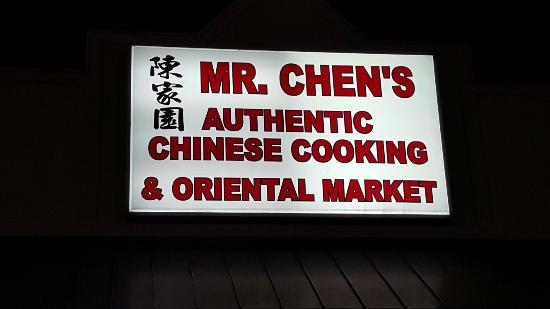 陳家園
MR. CHEN'S
AUTHENTIC
CHINESE COOKING
& ORIENTAL MARKET